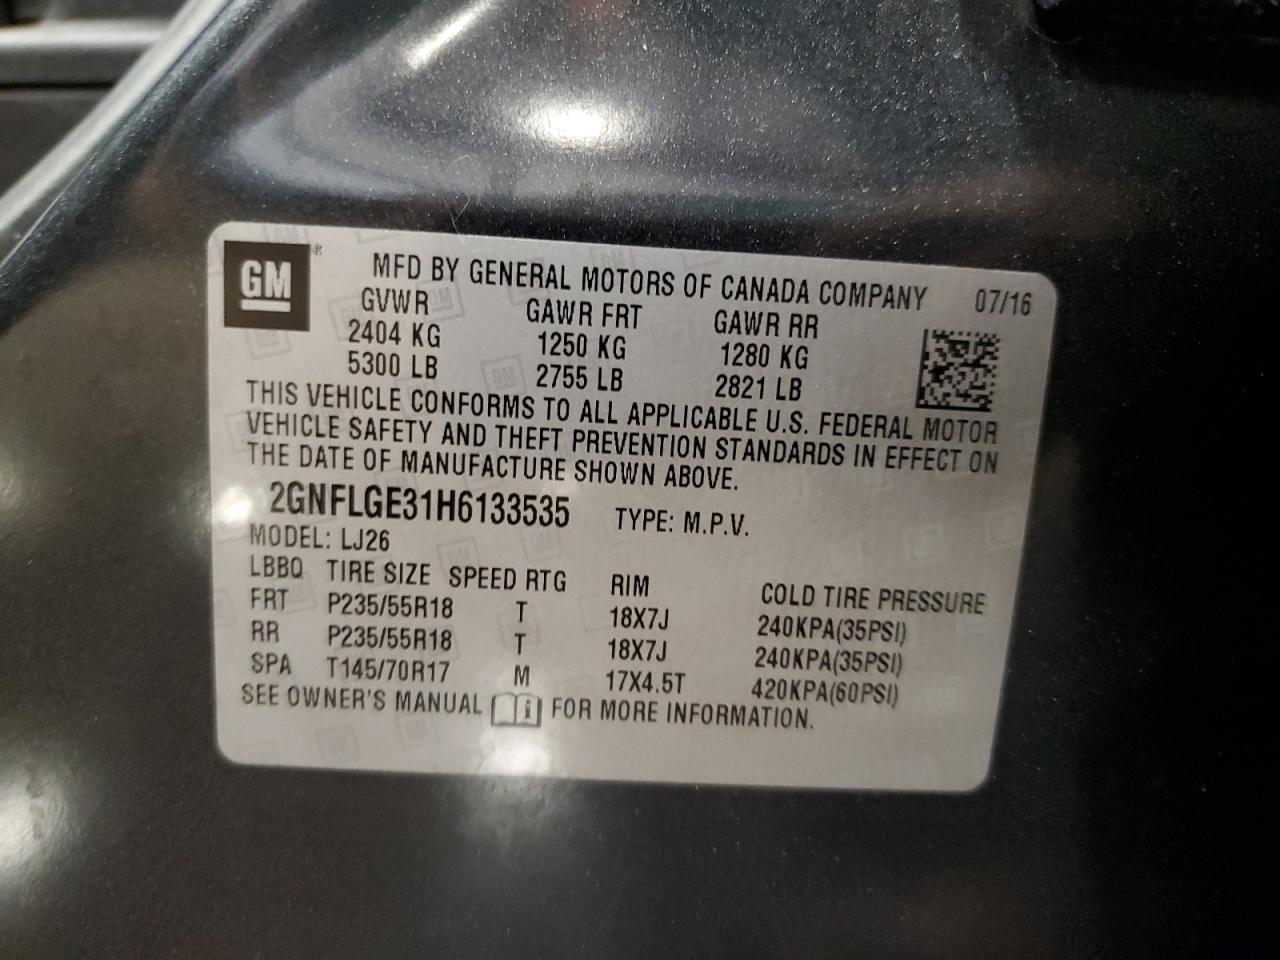 GM ® MFD BY GENERAL MOTORS OF CANADA COMPANY 07/16
GVWR GAWR FRT GAWR RR
2404 KG 1250 KG 1280 KG
5300 LB 2755 LB 2821 LB
THIS VEHICLE CONFORMS TO ALL APPLICABLE U.S. FEDERAL MOTOR
VEHICLE SAFETY AND THEFT PREVENTION STANDARDS IN EFFECT ON
THE DATE OF MANUFACTURE SHOWN ABOVE.
2GNFLGE31H6133535 TYPE: M.P.V.
MODEL: LJ26
LBBQ TIRE SIZE SPEED RTG RIM COLD TIRE PRESSURE
FRT P235/55R18 T 18X7J 240KPA(35PSI)
RR P235/55R18 T 18X7J 240KPA(35PSI)
SPA T145/70R17 M 17X4.5T 420KPA(60PSI)
SEE OWNER'S MANUAL i FOR MORE INFORMATION.